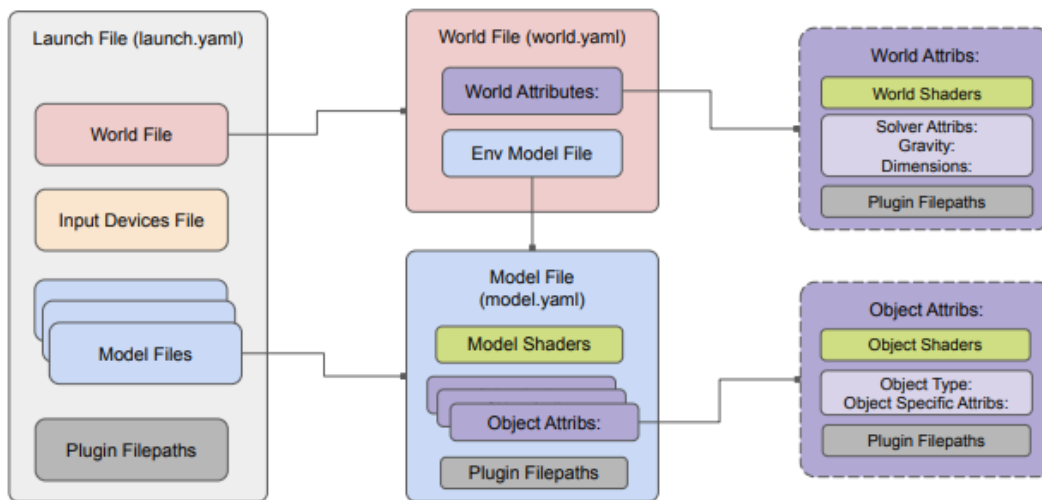 Launch File (launch.yaml)
World File
Input Devices File
Model Files
Plugin Filepaths
World File (world.yaml)
World Attributes:
Env Model File
Model File
(model.yaml)
Model Shaders
Object Attribs:
Plugin Filepaths
World Attribs:
World Shaders
Solver Attribs:
Gravity:
Dimensions:
Plugin Filepaths
Object Attribs:
Object Shaders
Object Type:
Object Specific Attribs:
Plugin Filepaths